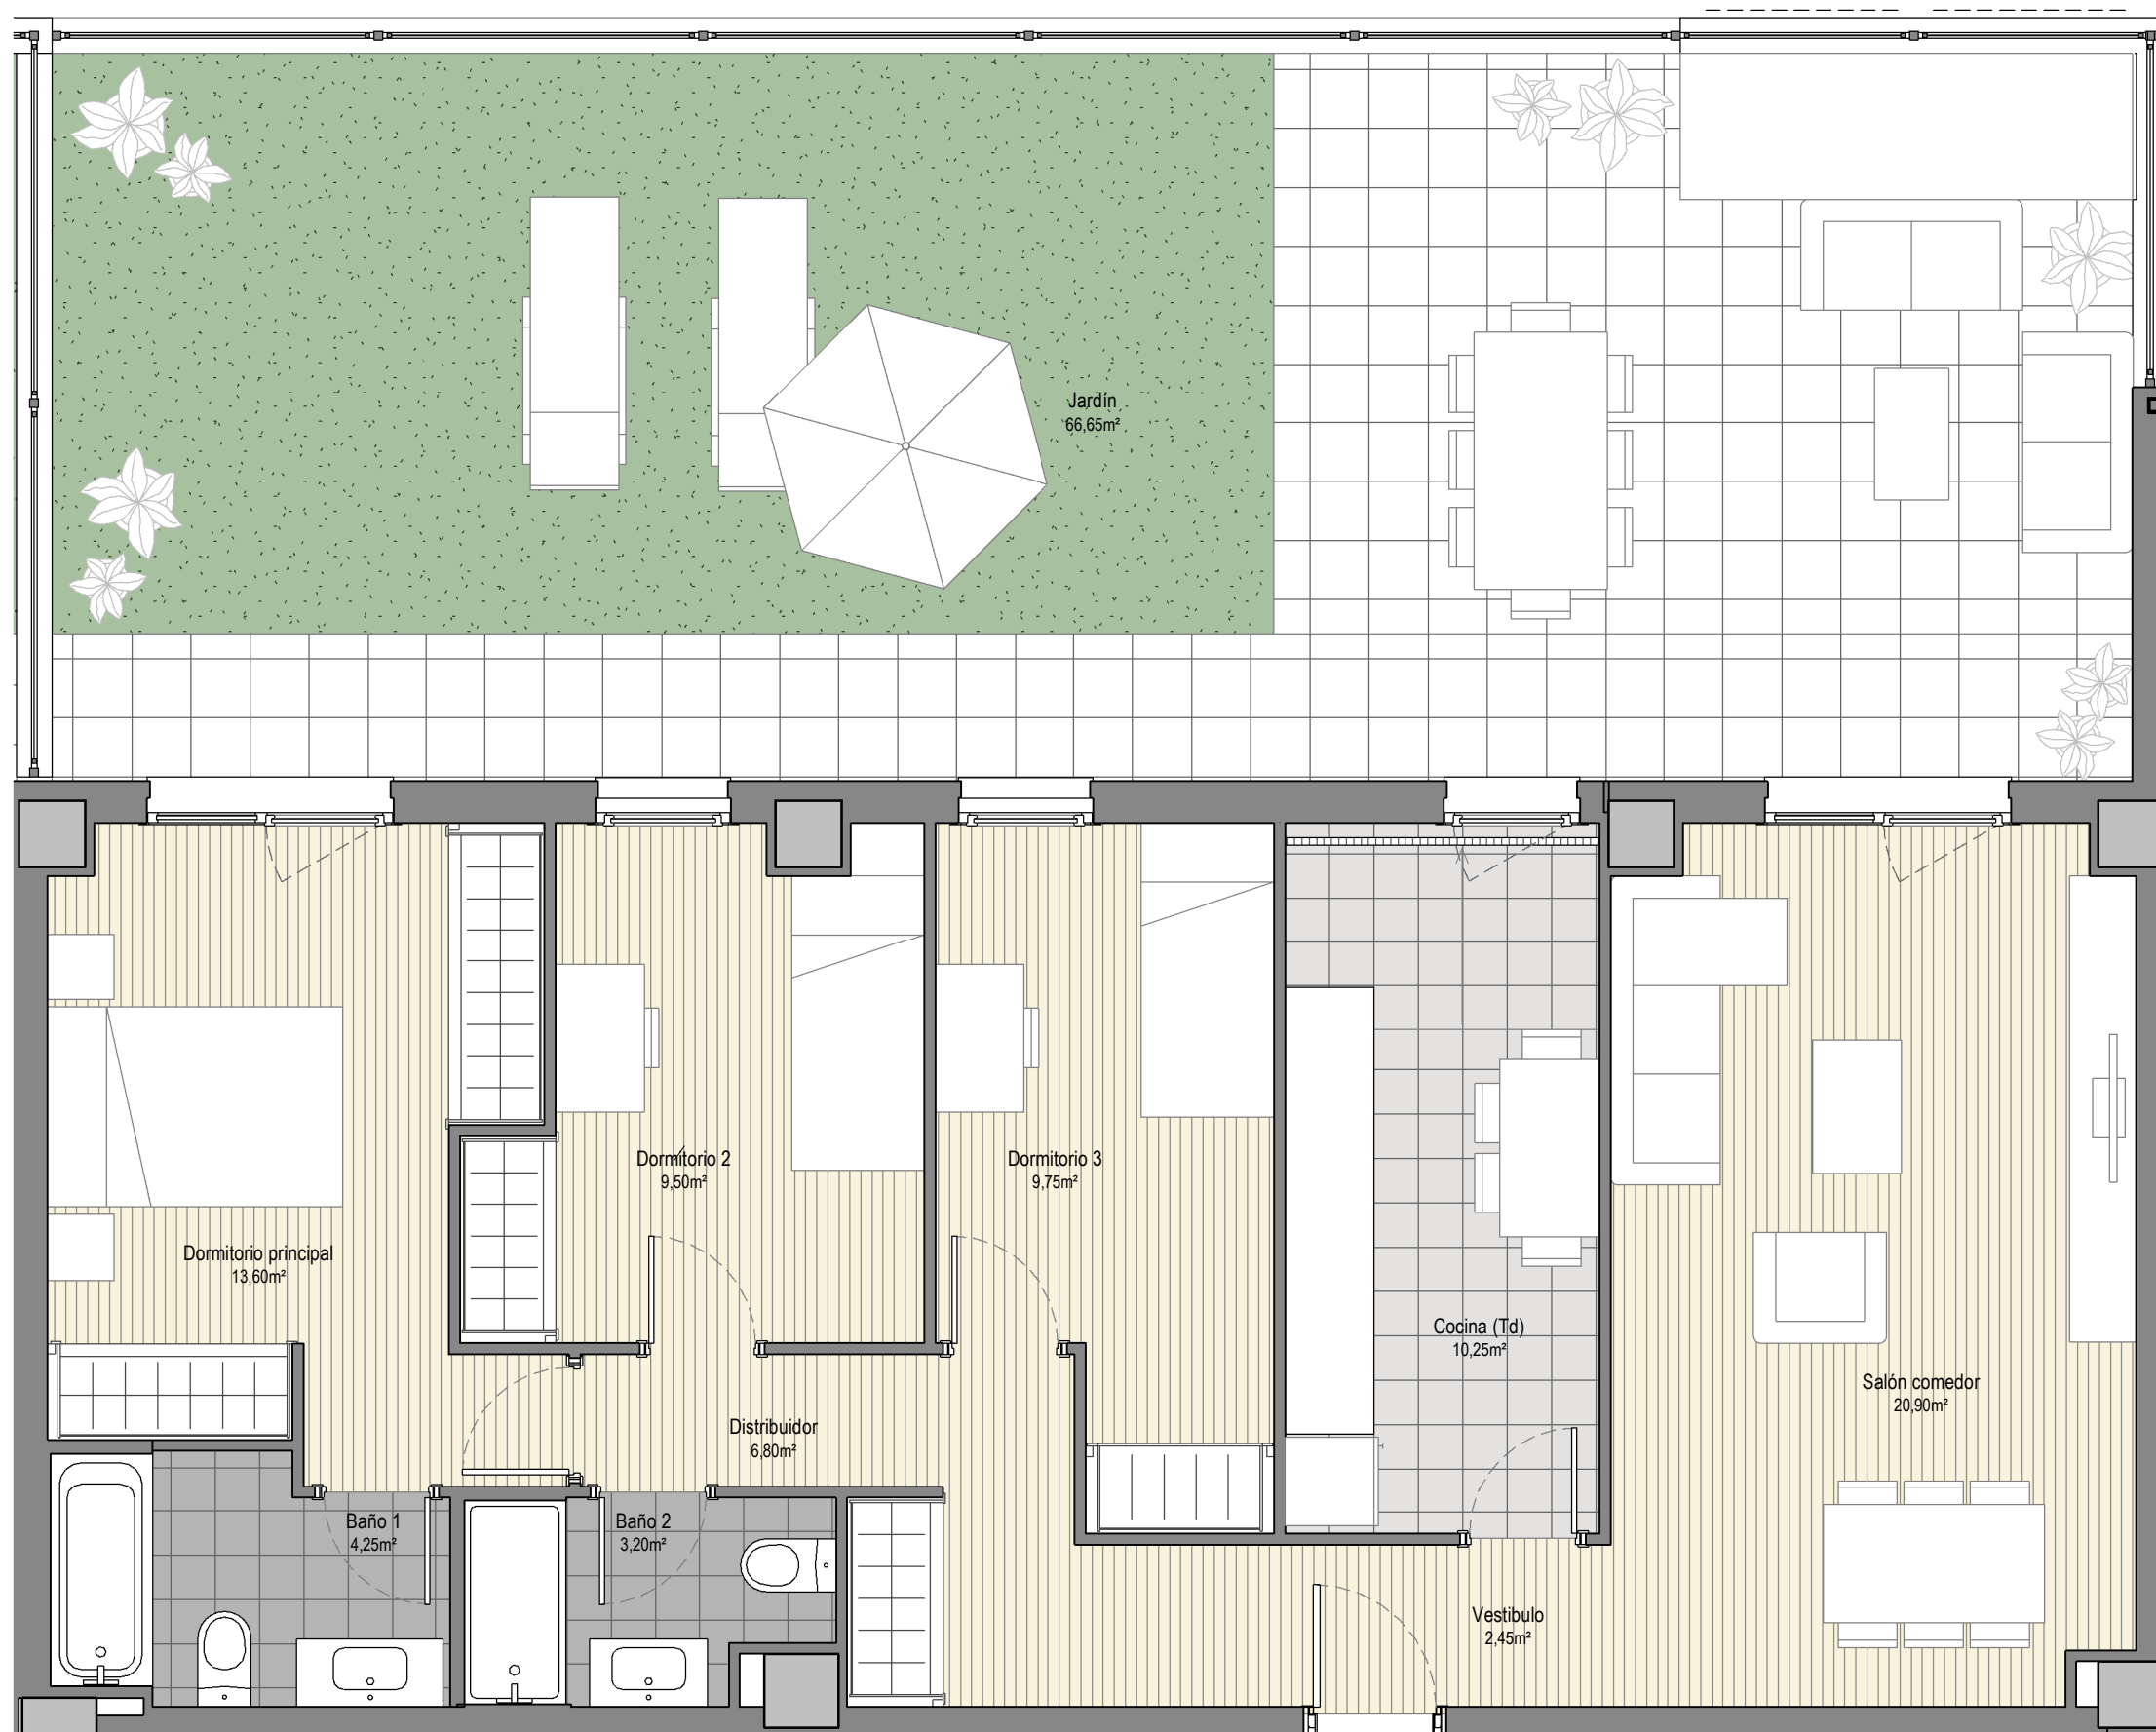 Jardín
66,65m²
Dormitorio 2
9,50m²
Dormitorio 3
9,75m²
Dormitorio principal
13,60m²
Cocina (Td)
10,25m²
Salón comedor
20,90m²
Distribuidor
6,80m²
Baño 1
4,25m²
Baño 2
3,20m²
Vestibulo
2,45m²